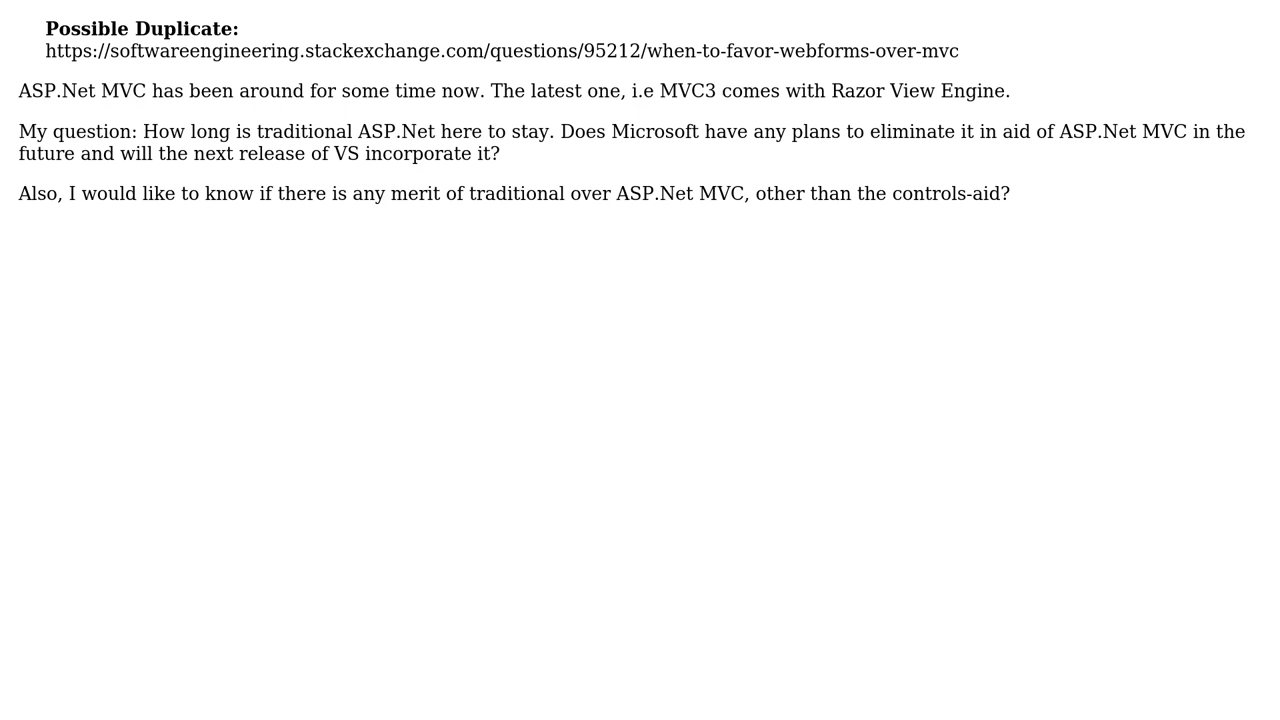 Possible Duplicate:
https://softwareengineering.stackexchange.com/questions/95212/when-to-favor-webforms-over-mvc
ASP.Net MVC has been around for some time now. The latest one, i.e MVC3 comes with Razor View Engine.
My question: How long is traditional ASP.Net here to stay. Does Microsoft have any plans to eliminate it in aid of ASP.Net MVC in the
future and will the next release of VS incorporate it?
Also, I would like to know if there is any merit of traditional over ASP.Net MVC, other than the controls-aid?